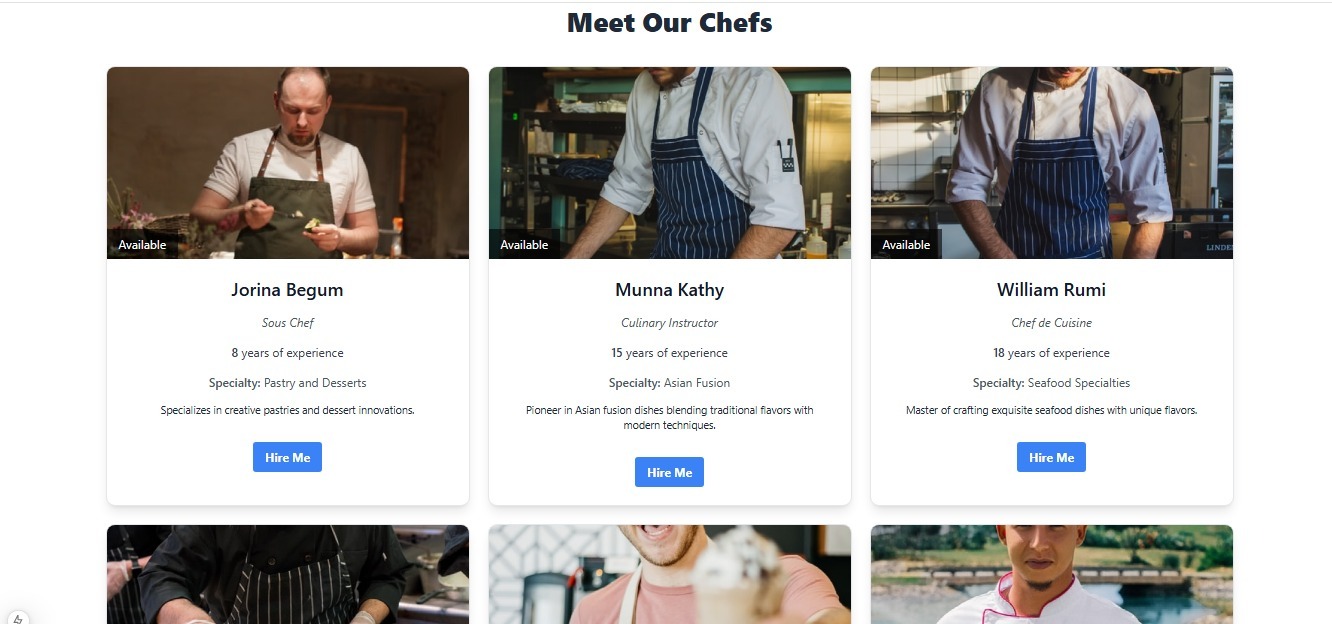 Meet Our Chefs
Available
Jorina Begum
Sous Chef
8 years of experience
Specialty: Pastry and Desserts
Specializes in creative pastries and dessert innovations.
Hire Me
Available
Munna Kathy
Culinary Instructor
15 years of experience
Specialty: Asian Fusion
Pioneer in Asian fusion dishes blending traditional flavors with
modern techniques.
Hire Me
LINDE
Available
William Rumi
Chef de Cuisine
18 years of experience
Specialty: Seafood Specialties
Master of crafting exquisite seafood dishes with unique flavors.
Hire Me